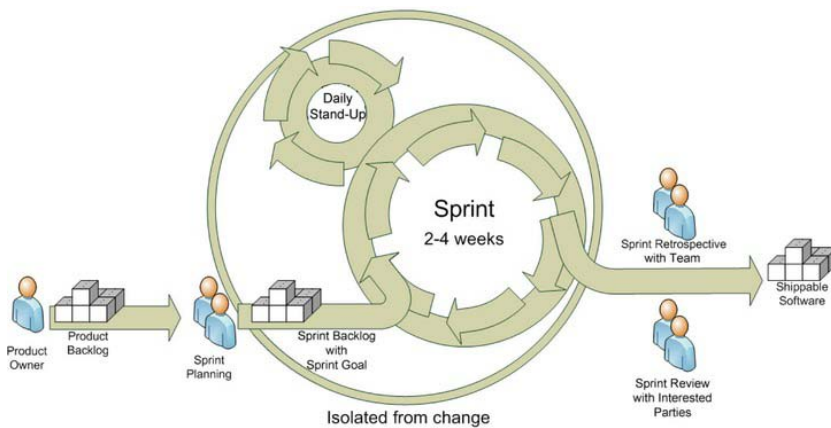 Daily
Stand-Up
Sprint
2-4 weeks
Product
Owner
Product
Backlog
Sprint
Planning
Sprint Backlog
with
Sprint Goal
Sprint Retrospective
with Team
Shippable
Software
Sprint Review
with Interested
Parties
Isolated from change